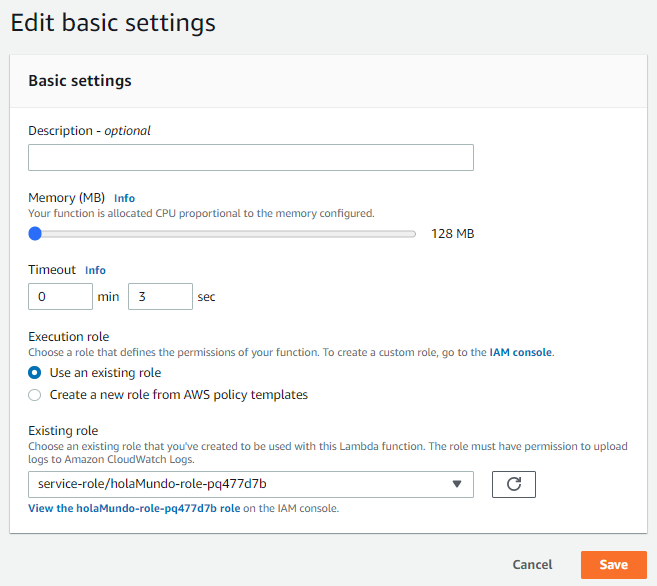 Edit basic settings
Basic settings
Description - optional
Memory (MB) Info
Your function is allocated CPU proportional to the memory configured.
128 MB
Timeout Info
0 min 3 sec
Execution role
Choose a role that defines the permissions of your function. To create a custom role, go to the IAM console.
Use an existing role
Create a new role from AWS policy templates
Existing role
Choose an existing role that you've created to be used with this Lambda function. The role must have permission to upload
logs to Amazon CloudWatch Logs.
service-role/holaMundo-role-pq477d7b
View the holaMundo-role-pq477d7b role on the IAM console.
Cancel Save